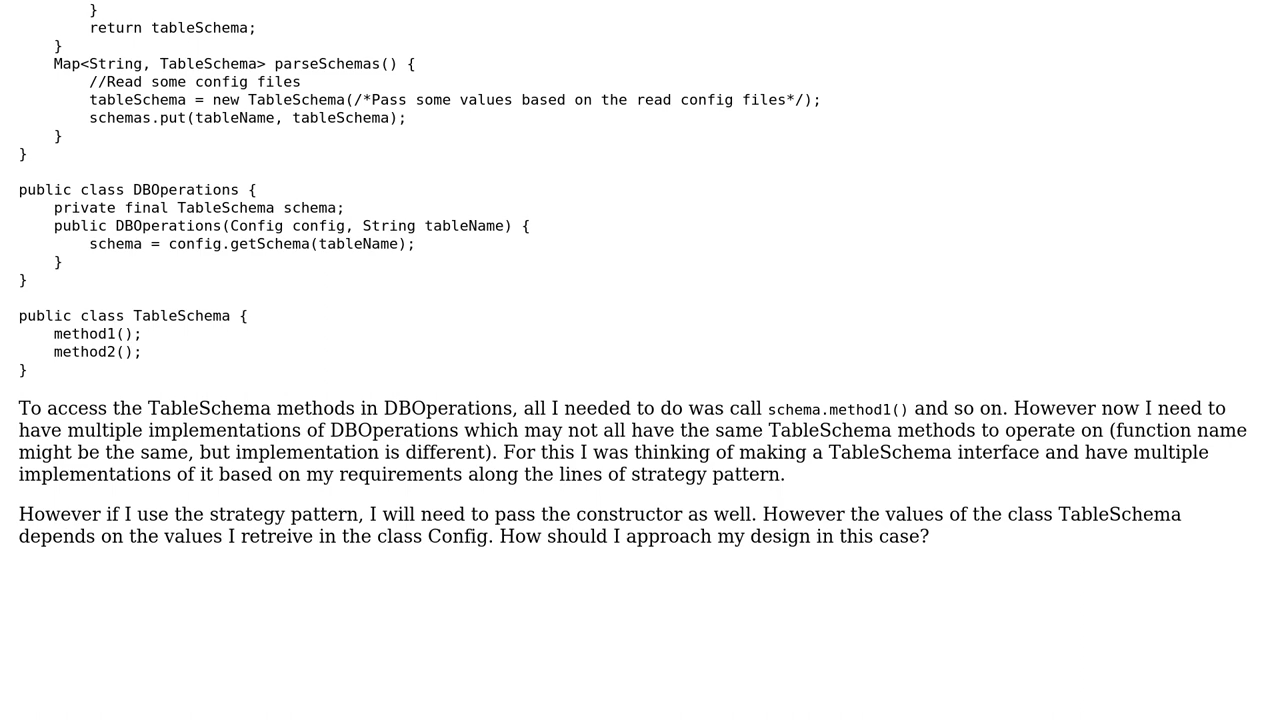 }
        return tableSchema;
    }
    Map<String, TableSchema> parseSchemas() {
        //Read some config files
        tableSchema = new TableSchema(/*Pass some values based on the read config files*/);
        schemas.put(tableName, tableSchema);
    }
}

public class DBOperations {
    private final TableSchema schema;
    public DBOperations(Config config, String tableName) {
        schema = config.getSchema(tableName);
    }
}

public class TableSchema {
    method1();
    method2();
}

To access the TableSchema methods in DBOperations, all I needed to do was call schema.method1() and so on. However now I need to
have multiple implementations of DBOperations which may not all have the same TableSchema methods to operate on (function name
might be the same, but implementation is different). For this I was thinking of making a TableSchema interface and have multiple
implementations of it based on my requirements along the lines of strategy pattern.

However if I use the strategy pattern, I will need to pass the constructor as well. However the values of the class TableSchema
depends on the values I retreive in the class Config. How should I approach my design in this case?